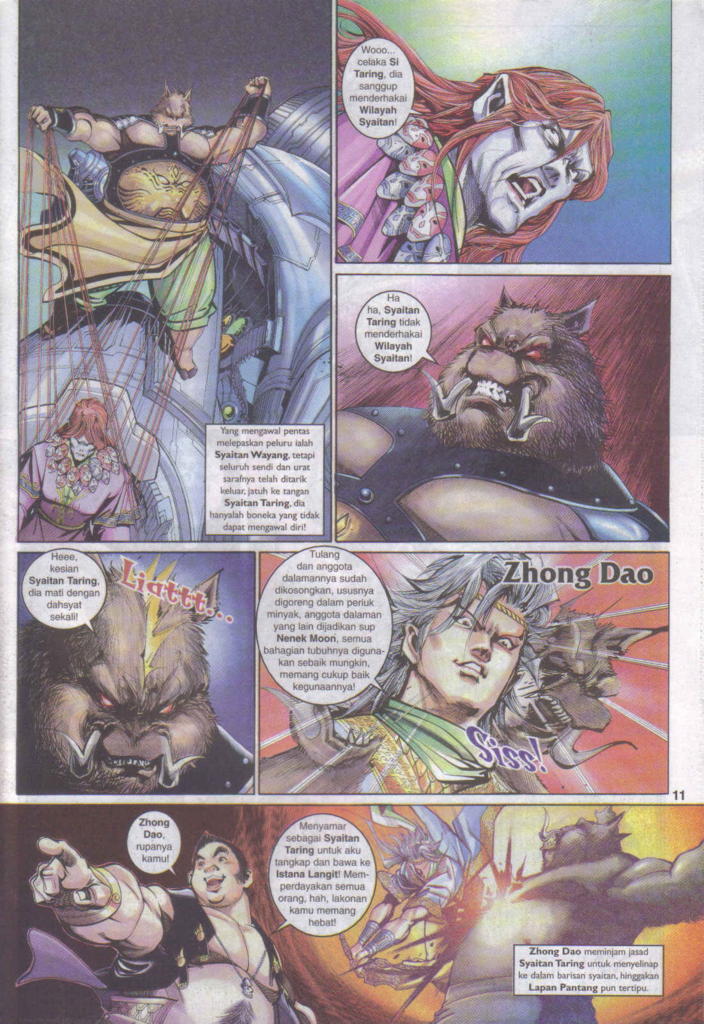 Wooo...
celaka Si
Taring, dia
sanggup
menderhakai
Wilayah
Syaitan!
Yang mengawal pentas
melepaskan peluru ialah
Syaitan Wayang, tetapi
seluruh sendi dan urat
sarafnya telah ditarik
keluar, jatuh ke tangan
Syaitan Taring, dia
hanyalah boneka yang tidak
dapat mengawal diri!
Ha
ha, Syaitan
Taring tidak
menderhakai
Wilayah
Syaitan!
Heee,
kesian
Syaitan Taring,
dia mati dengan
dahsyat
sekali!
Liattt...
Tulang
dan anggota
dalamannya sudah
dikosongkan, ususnya
digoreng dalam periuk
minyak, anggota dalaman
yang lain dijadikan sup
Nenek Moon, semua
bahagian tubuhnya diguna-
kan sebaik mungkin,
memang cukup baik
kegunaannya!
Zhong Dao
Siss!
11
Zhong
Dao,
rupanya
kamu!
Menyamar
sebagai Syaitan
Taring untuk aku
tangkap dan bawa ke
Istana Langit! Mem-
perdayakan semua
orang, hah, lakonan
kamu memang
hebat!
Zhong Dao meminjam jasad
Syaitan Taring untuk menyelinap
ke dalam barisan syaitan, hinggakan
Lapan Pantang pun tertipu.